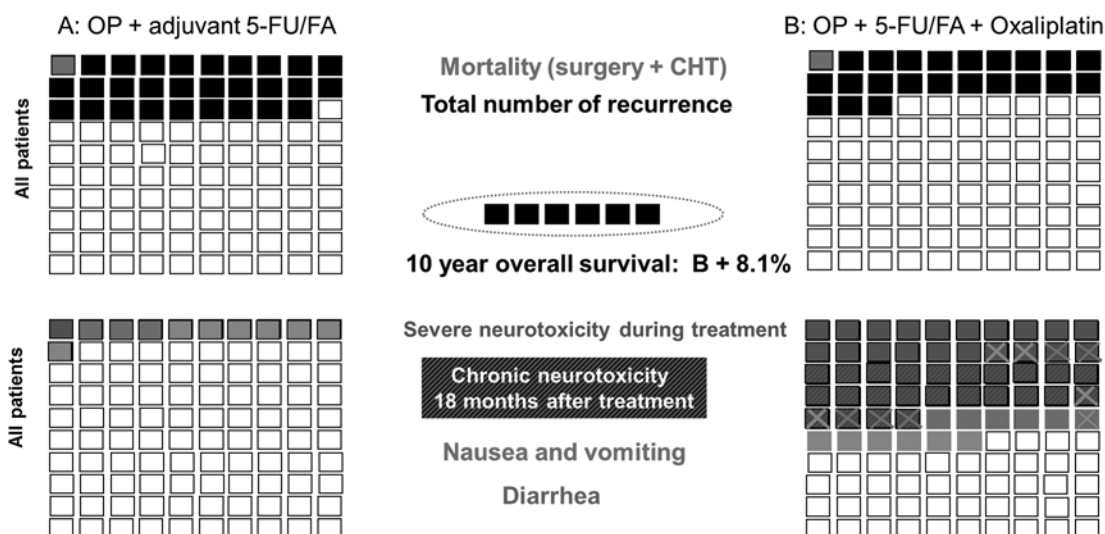 A: OP + adjuvant 5-FU/FA
B: OP + 5-FU/FA + Oxaliplatin
All patients
Mortality (surgery + CHT)
Total number of recurrence
10 year overall survival: B + 8.1%
All patients
Severe neurotoxicity during treatment
Chronic neurotoxicity
18 months after treatment
Nausea and vomiting
Diarrhea